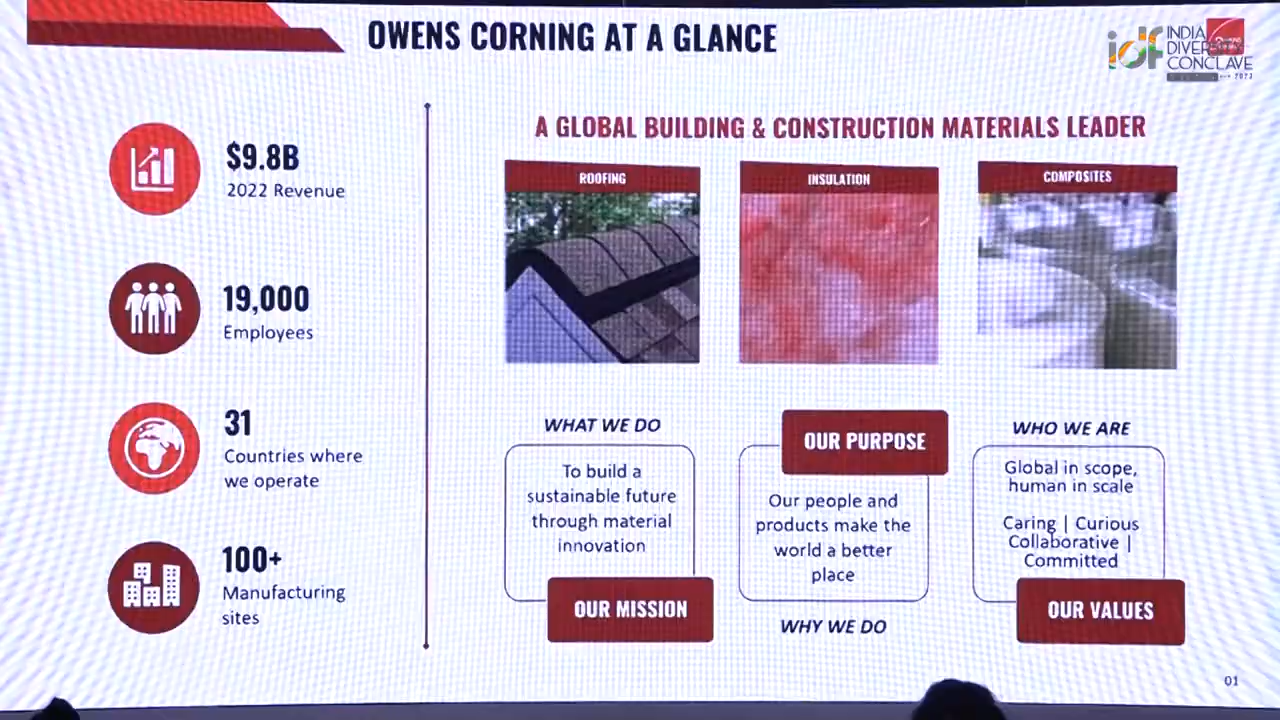 OWENS CORNING AT A GLANCE
idf
INDIA
DIVERSITY
CONCLAVE
$9.8B
2022 Revenue
19,000
Employees
31
Countries where
we operate
100+
Manufacturing
sites
A GLOBAL BUILDING & CONSTRUCTION MATERIALS LEADER
ROOFING
INSULATION
COMPOSITES
WHAT WE DO
To build a
sustainable future
through material
innovation
OUR MISSION
OUR PURPOSE
Our people and
products make the
world a better
place
WHY WE DO
WHO WE ARE
Global in scope,
human in scale
Caring | Curious
Collaborative |
Committed
OUR VALUES
01